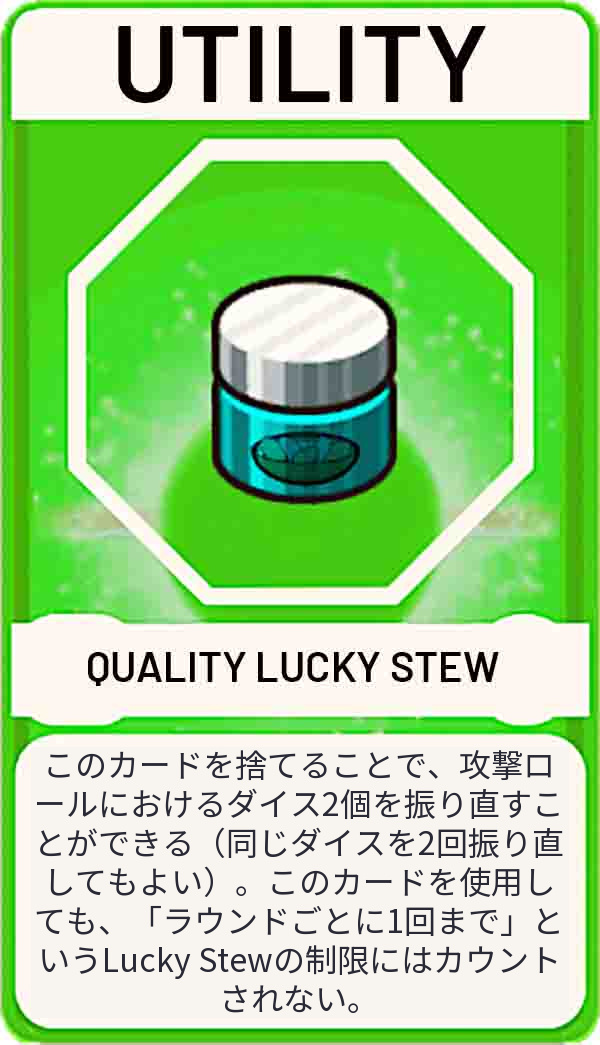 UTILITY
QUALITY LUCKY STEW
このカードを捨てることで、攻撃ロ
ールにおけるダイス2個を振り直すこ
とができる（同じダイスを2回振り直
してもよい）。このカードを使用し
ても、「ラウンドごとに1回まで」と
いうLucky Stewの制限にはカウント
されない。